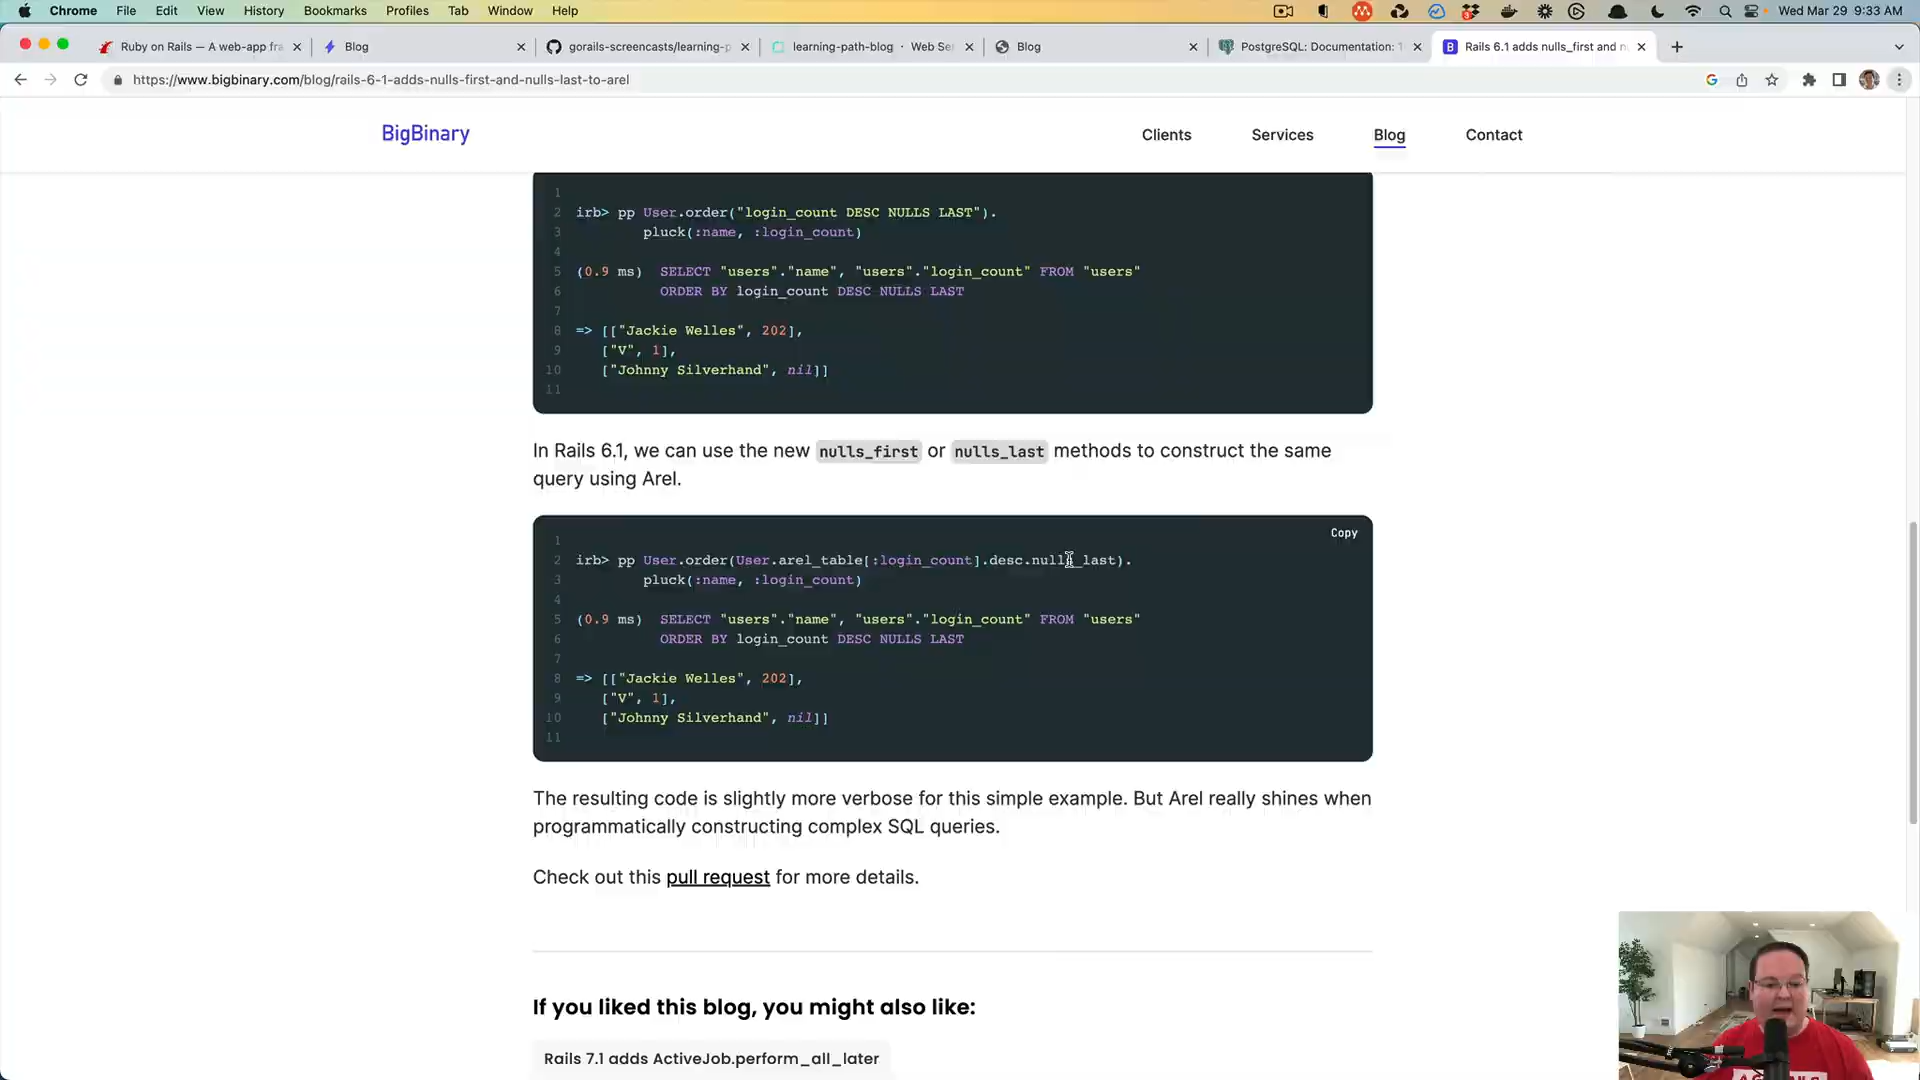 Chrome File Edit View History Bookmarks Profiles Tab Window Help Wed Mar 29 9:33 AM
Ruby on Rails — A web-app fra Blog gorails-screencasts/learning-p learning-path-blog · Web Se Blog PostgreSQL: Documentation: 1 Rails 6.1 adds nulls_first and n
https://www.bigbinary.com/blog/rails-6-1-adds-nulls-first-and-nulls-last-to-arel
BigBinary Clients Services Blog Contact
1
2 irb> pp User.order("login_count DESC NULLS LAST").
3 pluck(:name, :login_count)
4
5 (0.9 ms) SELECT "users"."name", "users"."login_count" FROM "users"
6 ORDER BY login_count DESC NULLS LAST
7
8 => [["Jackie Welles", 202],
9 ["V", 1],
10 ["Johnny Silverhand", nil]]
11
In Rails 6.1, we can use the new nulls_first or nulls_last methods to construct the same
query using Arel.
Copy
1
2 irb> pp User.order(User.arel_table[:login_count].desc.nulls_last).
3 pluck(:name, :login_count)
4
5 (0.9 ms) SELECT "users"."name", "users"."login_count" FROM "users"
6 ORDER BY login_count DESC NULLS LAST
7
8 => [["Jackie Welles", 202],
9 ["V", 1],
10 ["Johnny Silverhand", nil]]
11
The resulting code is slightly more verbose for this simple example. But Arel really shines when
programmatically constructing complex SQL queries.
Check out this pull request for more details.
If you liked this blog, you might also like:
Rails 7.1 adds ActiveJob.perform_all_later